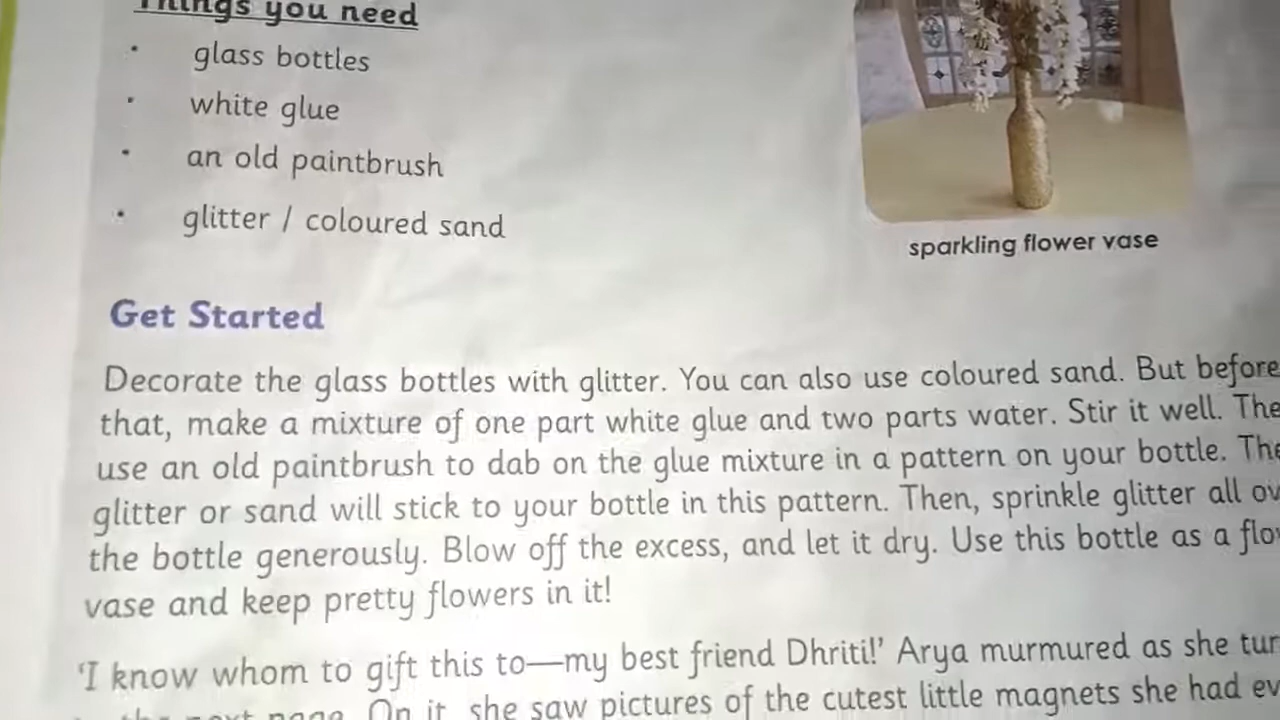 Things you need
• glass bottles
• white glue
• an old paintbrush
• glitter / coloured sand
sparkling flower vase
Get Started
Decorate the glass bottles with glitter. You can also use coloured sand. But before
that, make a mixture of one part white glue and two parts water. Stir it well. The
use an old paintbrush to dab on the glue mixture in a pattern on your bottle. The
glitter or sand will stick to your bottle in this pattern. Then, sprinkle glitter all ov
the bottle generously. Blow off the excess, and let it dry. Use this bottle as a flo
vase and keep pretty flowers in it!
‘I know whom to gift this to—my best friend Dhriti!’ Arya murmured as she tur
the next page. On it, she saw pictures of the cutest little magnets she had ev